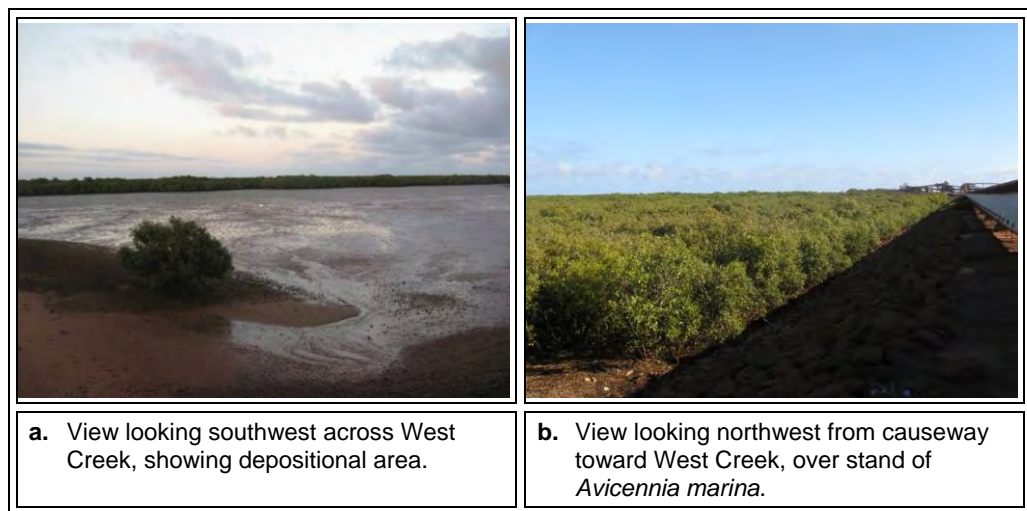 a. View looking southwest across West
Creek, showing depositional area.
b. View looking northwest from causeway
toward West Creek, over stand of
Avicennia marina.